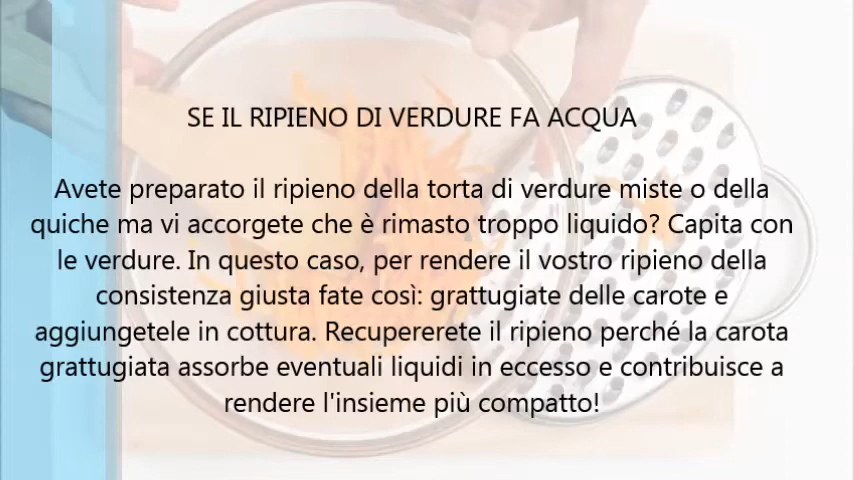 SE IL RIPIENO DI VERDURE FA ACQUA
Avete preparato il ripieno della torta di verdure miste o della
quiche ma vi accorgete che è rimasto troppo liquido? Capita con
le verdure. In questo caso, per rendere il vostro ripieno della
consistenza giusta fate così: grattugiate delle carote e
aggiungetele in cottura. Recupererete il ripieno perché la carota
grattugiata assorbe eventuali liquidi in eccesso e contribuisce a
rendere l'insieme più compatto!